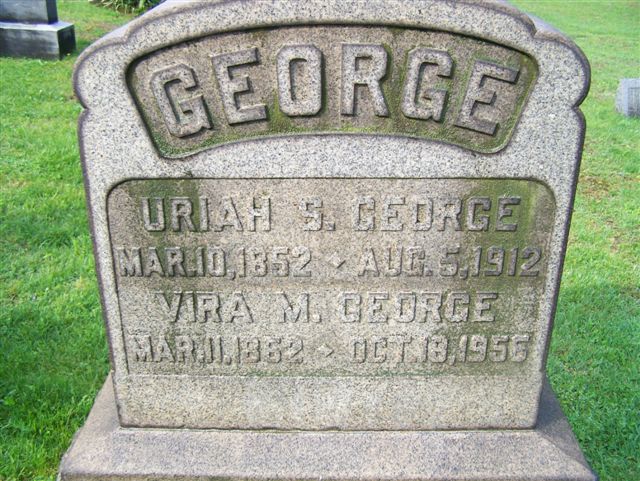 GEORGE
URIAH S. GEORGE
MAR.10,1852 + AUG.5,1912
VIRA M. GEORGE
MAR.11,1862 + OCT.18,1956